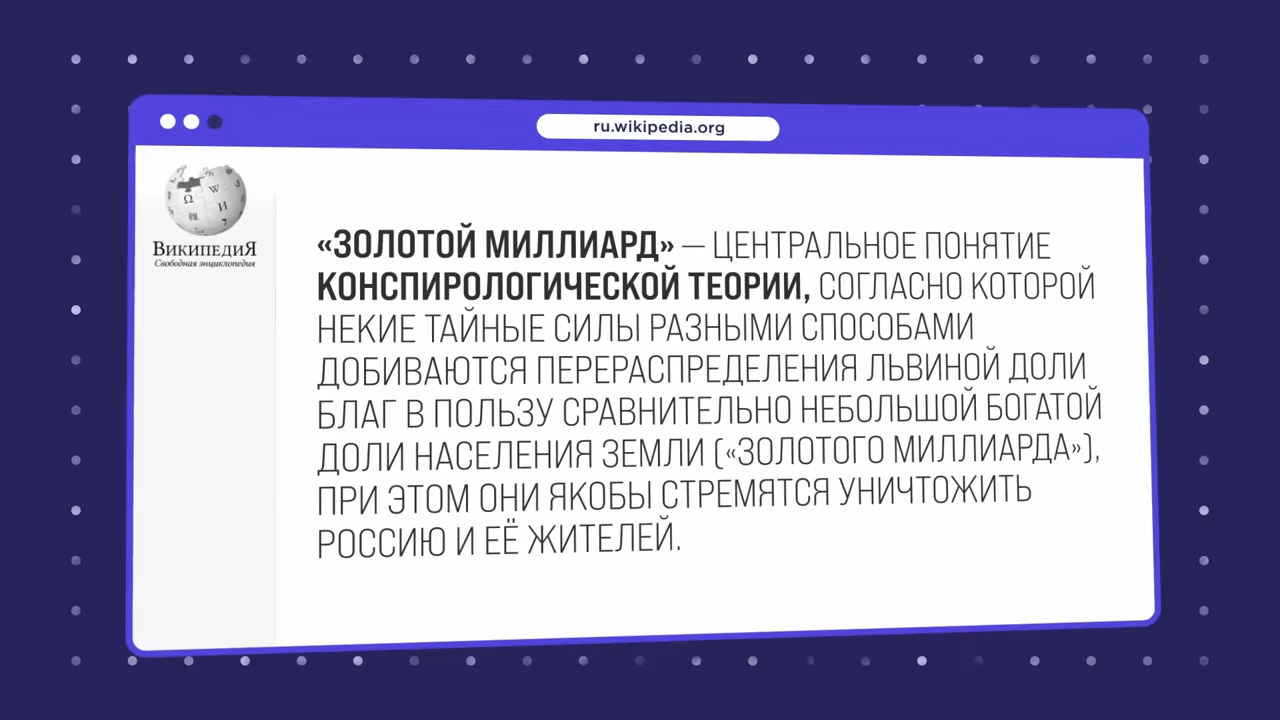 ru.wikipedia.org
ВИКИПЕДИЯ
Свободная энциклопедия
«ЗОЛОТОЙ МИЛЛИАРД» – ЦЕНТРАЛЬНОЕ ПОНЯТИЕ
КОНСПИРОЛОГИЧЕСКОЙ ТЕОРИИ, СОГЛАСНО КОТОРОЙ
НЕКИЕ ТАЙНЫЕ СИЛЫ РАЗНЫМИ СПОСОБАМИ
ДОБИВАЮТСЯ ПЕРЕРАСПРЕДЕЛЕНИЯ ЛЬВИНОЙ ДОЛИ
БЛАГ В ПОЛЬЗУ СРАВНИТЕЛЬНО НЕБОЛЬШОЙ БОГАТОЙ
ДОЛИ НАСЕЛЕНИЯ ЗЕМЛИ («ЗОЛОТОГО МИЛЛИАРДА»),
ПРИ ЭТОМ ОНИ ЯКОБЫ СТРЕМЯТСЯ УНИЧТОЖИТЬ
РОССИЮ И ЕЁ ЖИТЕЛЕЙ.